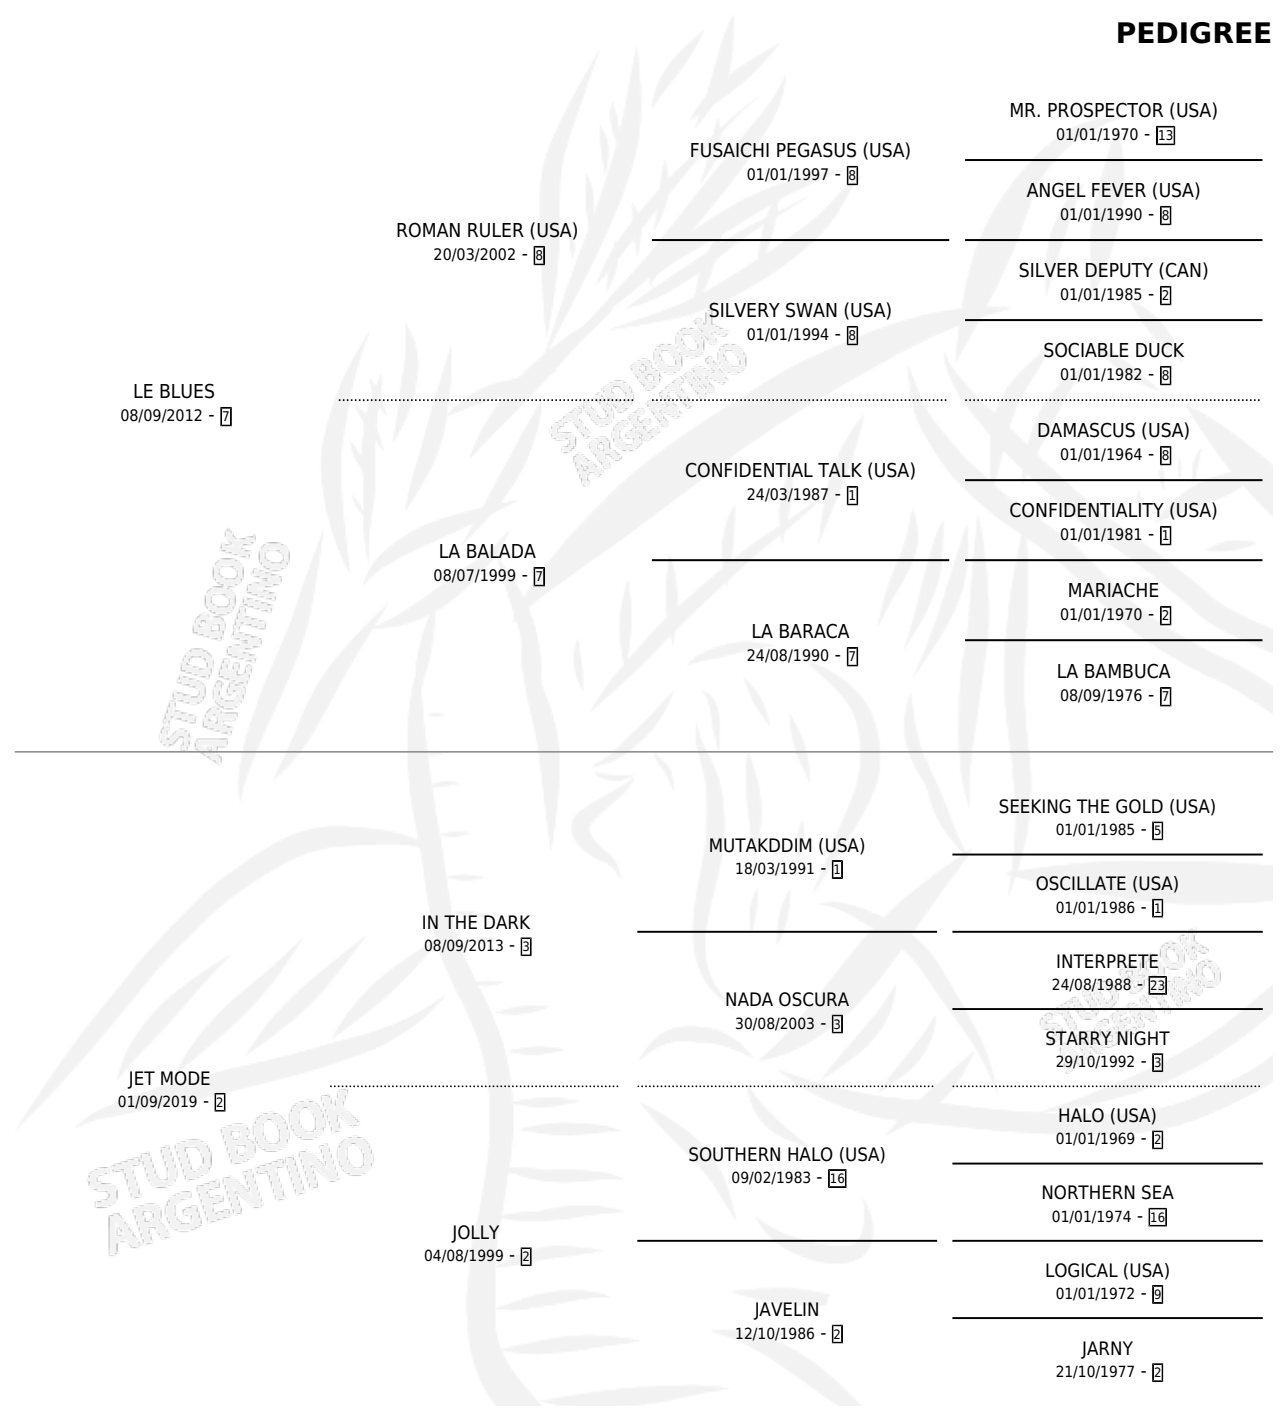 PEDIGREE
MR. PROSPECTOR (USA)
01/01/1970 - 13
FUSAICHI PEGASUS (USA)
01/01/1997 - 8
ANGEL FEVER (USA)
01/01/1990 - 8
ROMAN RULER (USA)
20/03/2002 - 8
SILVER DEPUTY (CAN)
01/01/1985 - 2
SILVERY SWAN (USA)
01/01/1994 - 8
SOCIABLE DUCK
01/01/1982 - 8
STUD BOOK
ARGENTINO
LE BLUES
08/09/2012 - 7
DAMASCUS (USA)
01/01/1964 - 8
CONFIDENTIAL TALK (USA)
24/03/1987 - 1
CONFIDENTIALITY (USA)
01/01/1981 - 1
LA BALADA
08/07/1999 - 7
MARIACHE
01/01/1970 - 2
LA BARACA
24/08/1990 - 7
LA BAMBUCA
08/09/1976 - 7
STUD BOOK
ARGENTINO
SEEKING THE GOLD (USA)
01/01/1985 - 5
MUTAKDDIM (USA)
18/03/1991 - 1
OSCILLATE (USA)
01/01/1986 - 1
IN THE DARK
08/09/2013 - 3
INTERPRETE
24/08/1988 - 23
NADA OSCURA
30/08/2003 - 3
STARRY NIGHT
29/10/1992 - 3
STUD BOOK
ARGENTINO
JET MODE
01/09/2019 - 2
HALO (USA)
01/01/1969 - 2
SOUTHERN HALO (USA)
09/02/1983 - 16
NORTHERN SEA
01/01/1974 - 16
STUD BOOK
ARGENTINO
JOLLY
04/08/1999 - 2
LOGICAL (USA)
01/01/1972 - 9
JAVELIN
12/10/1986 - 2
JARNY
21/10/1977 - 2